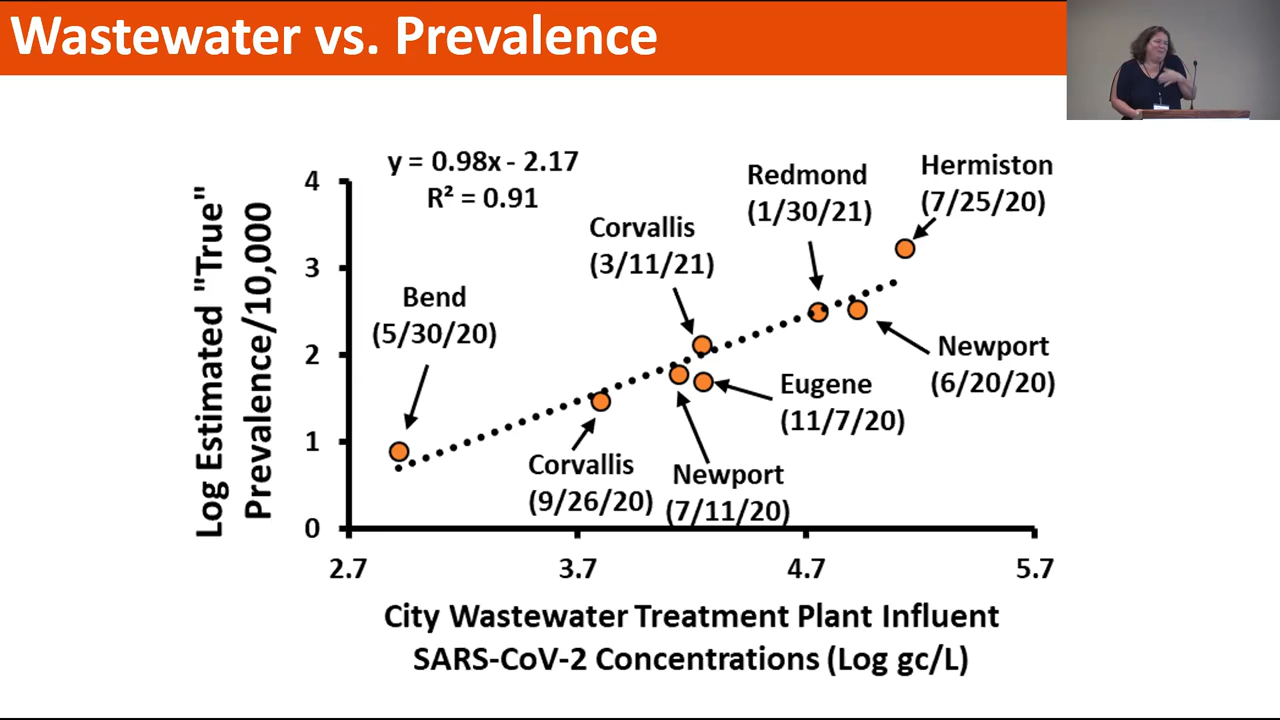 Wastewater vs. Prevalence
y = 0.98x - 2.17
R² = 0.91
Log Estimated "True"
Prevalence/10,000
4
3
2
1
0
2.7
3.7
4.7
5.7
Bend
(5/30/20)
Corvallis
(9/26/20)
Newport
(7/11/20)
Corvallis
(3/11/21)
Eugene
(11/7/20)
Redmond
(1/30/21)
Newport
(6/20/20)
Hermiston
(7/25/20)
City Wastewater Treatment Plant Influent
SARS-CoV-2 Concentrations (Log gc/L)